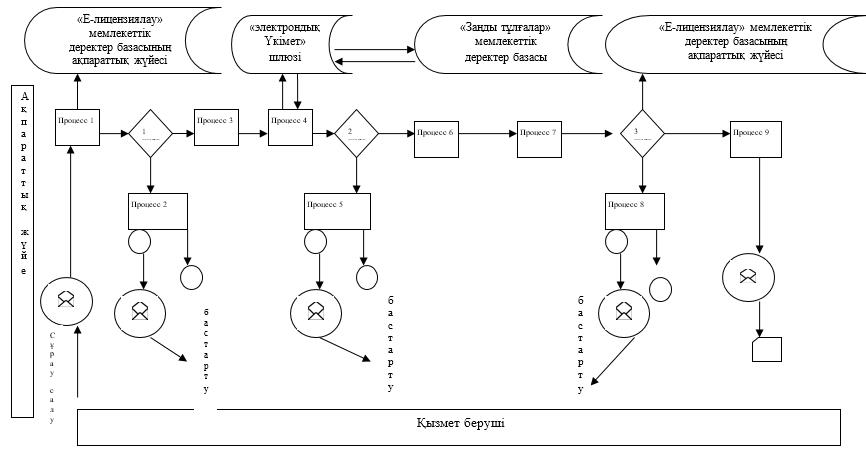 «Е-лицензиялау»
мемлекеттік
деректер базасының
ақпараттық жүйесі
«электрондық
Үкімет»
шлюзі
«Заңды тұлғалар»
мемлекеттік
деректер базасы
«Е-лицензиялау» мемлекеттік
деректер базасының
ақпараттық жүйесі
Ақпараттық жүйе
Процесс 1
1
Процесс 3
Процесс 4
2
Процесс 6
Процесс 7
3
Процесс 9
Процесс 2
Процесс 5
Процесс 8
Сұрау салу
бастарту
бастарту
бастарту
Қызмет беруші